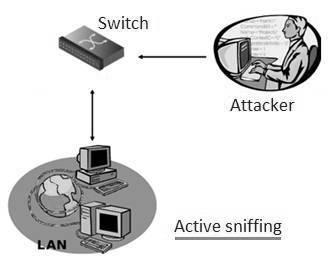 Switch
Attacker
Active sniffing
LAN